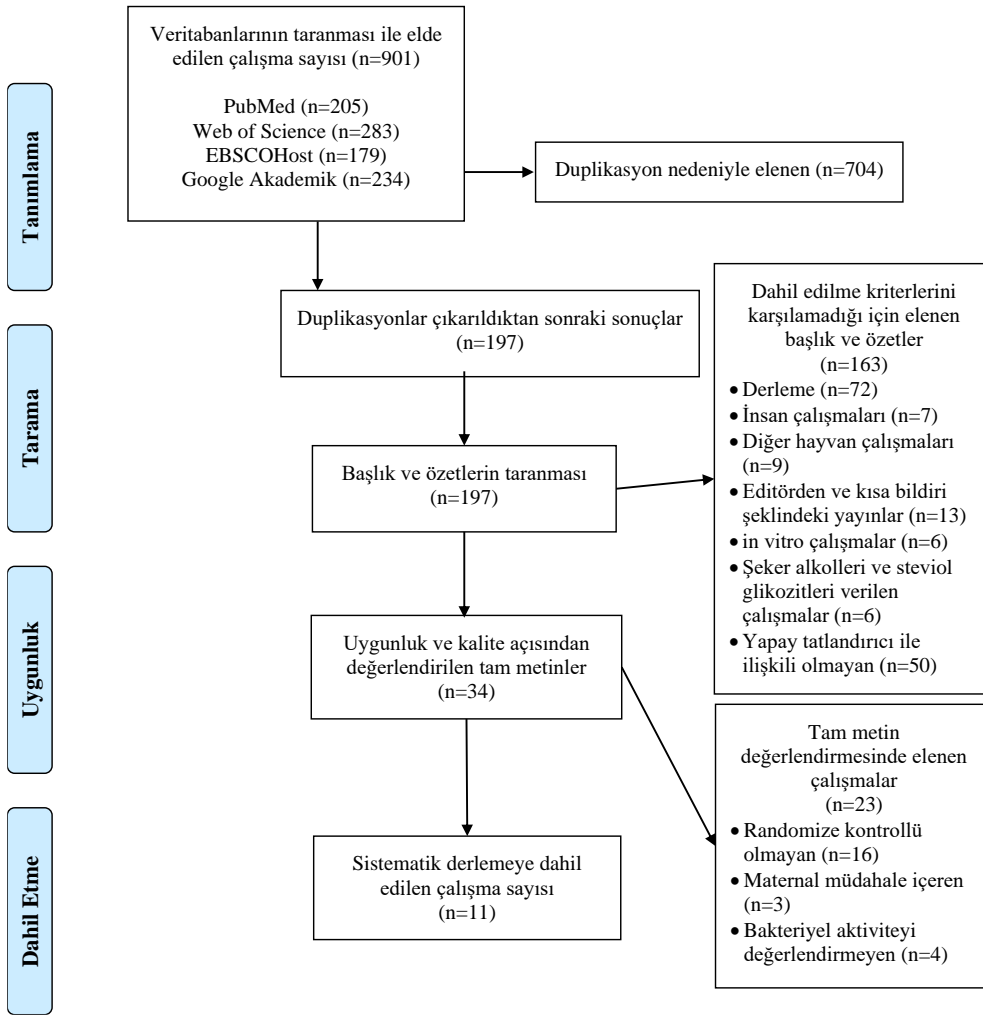 Veritabanlarının taranması ile elde
edilen çalışma sayısı (n=901)
PubMed (n=205)
Web of Science (n=283)
EBSCOHost (n=179)
Google Akademik (n=234)
Tanımlama
Duplikasyon nedeniyle elenen (n=704)
Duplikasyonlar çıkarıldıktan sonraki sonuçlar
(n=197)
Dahil edilme kriterlerini
karşılamadığı için elenen
başlık ve özetler
(n=163)
• Derleme (n=72)
• İnsan çalışmaları (n=7)
• Diğer hayvan çalışmaları
(n=9)
• Editörden ve kısa bildiri
şeklindeki yayınlar (n=13)
• in vitro çalışmalar (n=6)
• Şeker alkolleri ve steviol
glikozitleri verilen
çalışmalar (n=6)
• Yapay tatlandırıcı ile
ilişkili olmayan (n=50)
Tarama
Başlık ve özetlerin taranması
(n=197)
Uygunluk
Uygunluk ve kalite açısından
değerlendirilen tam metinler
(n=34)
Tam metin
değerlendirmesinde elenen
çalışmalar
(n=23)
• Randomize kontrollü
olmayan (n=16)
• Maternal müdahale içeren
(n=3)
• Bakteriyel aktiviteyi
değerlendirmeyen (n=4)
Dahil Etme
Sistematik derlemeye dahil
edilen çalışma sayısı
(n=11)